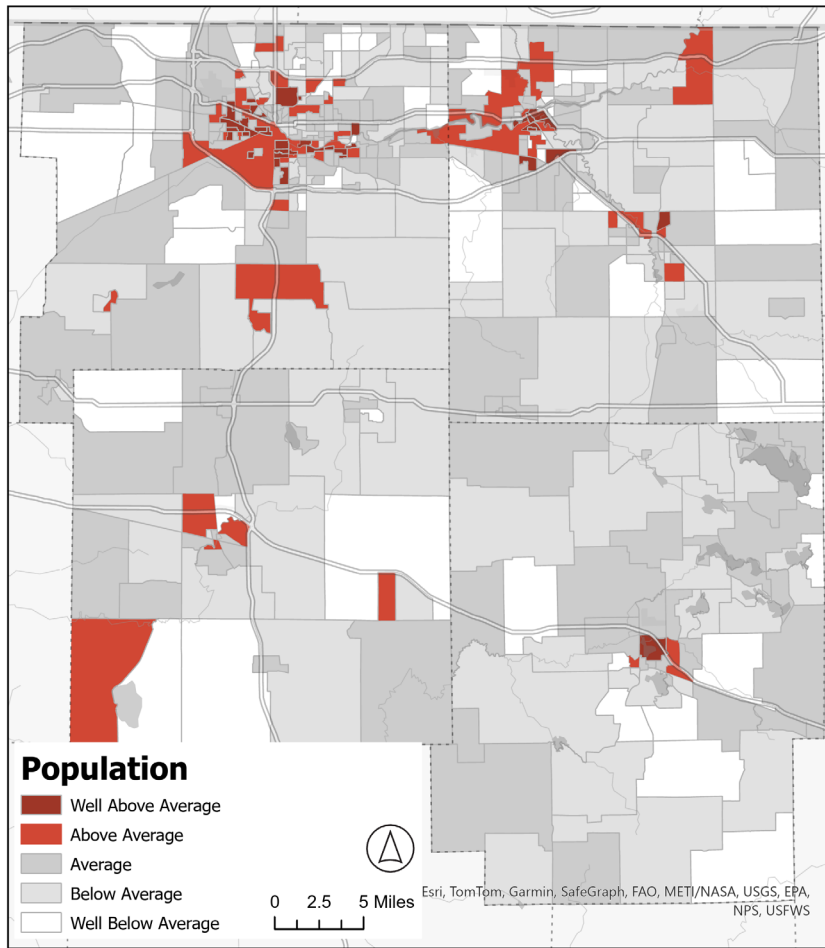 Population
Well Above Average
Above Average
Average
Below Average
Well Below Average
0 2.5 5 Miles
Esri, TomTom, Garmin, SafeGraph, FAO, METI/NASA, USGS, EPA,
NPS, USFWS